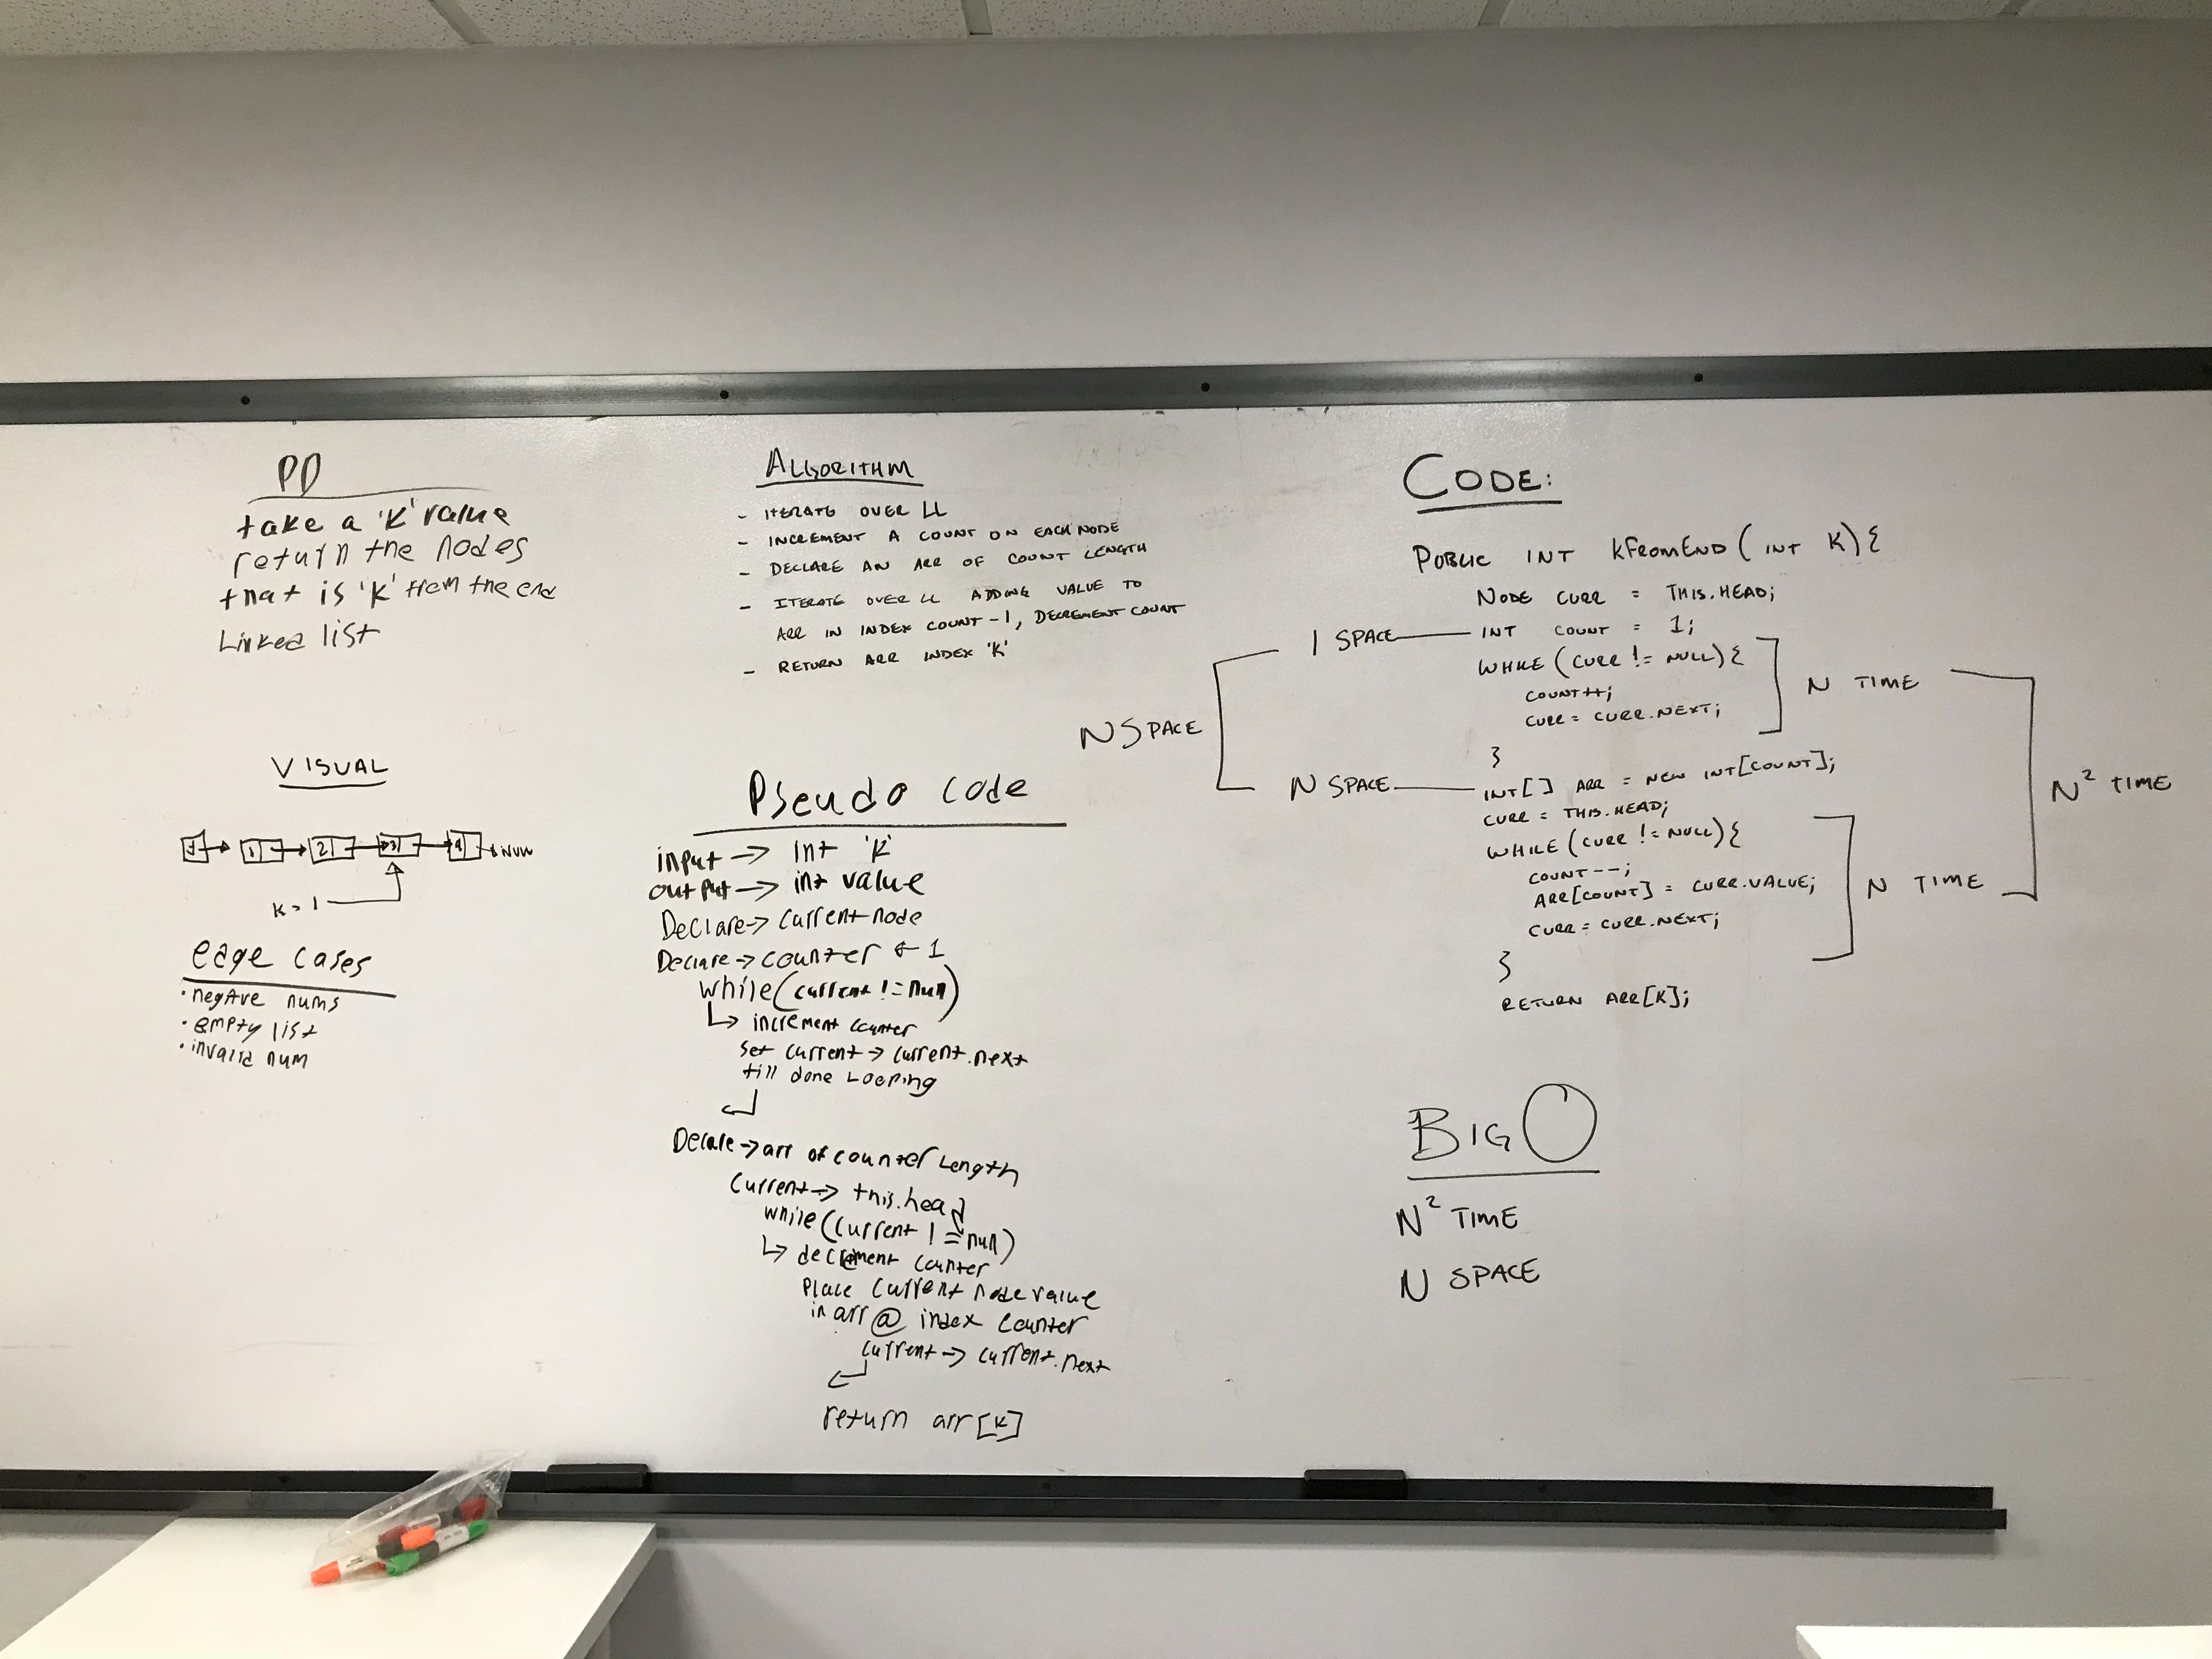 PD
take a 'K' value
return the nodes
that is 'K' from the end
Linked list
VISUAL
1 2 3 4 NULL
K = 1
edge cases
• negAve nums
• empty list
• invalid num
ALGORITHM
- ITERATE OVER LL
- INCREMENT A COUNT ON EACH NODE
- DECLARE AN ARR OF COUNT LENGTH
- ITERATE OVER LL ADDING VALUE TO
ARR IN INDEX COUNT-1, DECREMENT COUNT
- RETURN ARR INDEX 'K'
Pseudo code
input → int 'K'
output → int value
Declare → current node
Declare → counter ← 1
while(current != null)
↳ increment counter
set current → current.next
till done Looping
Declare → arr of counter Length
current → this.head
while(current != null)
↳ decrement counter
Place current node value
in arr @ index counter
current → current.next
return arr[K]
CODE:
PUBLIC INT KFROMEND(INT K){
NODE CURR = THIS.HEAD;
1 SPACE INT COUNT = 1;
WHILE(CURR != NULL){
COUNT++;
CURR = CURR.NEXT;
}
N TIME
N SPACE
N SPACE INT[] ARR = NEW INT[COUNT];
CURR = THIS.HEAD;
WHILE(CURR != NULL){
COUNT--;
ARR[COUNT] = CURR.VALUE;
CURR = CURR.NEXT;
}
N TIME
N² TIME
RETURN ARR[K];
BIG O
N² TIME
N SPACE